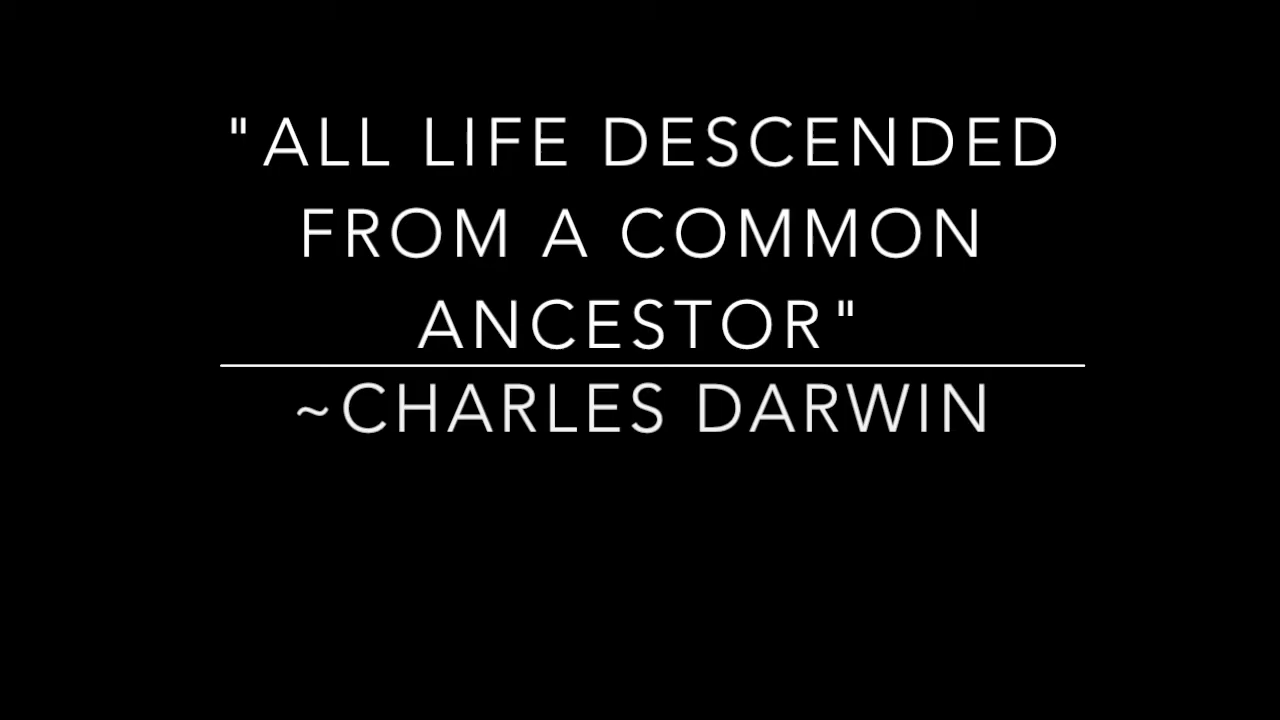 "ALL LIFE DESCENDED
FROM A COMMON
ANCESTOR"
~CHARLES DARWIN